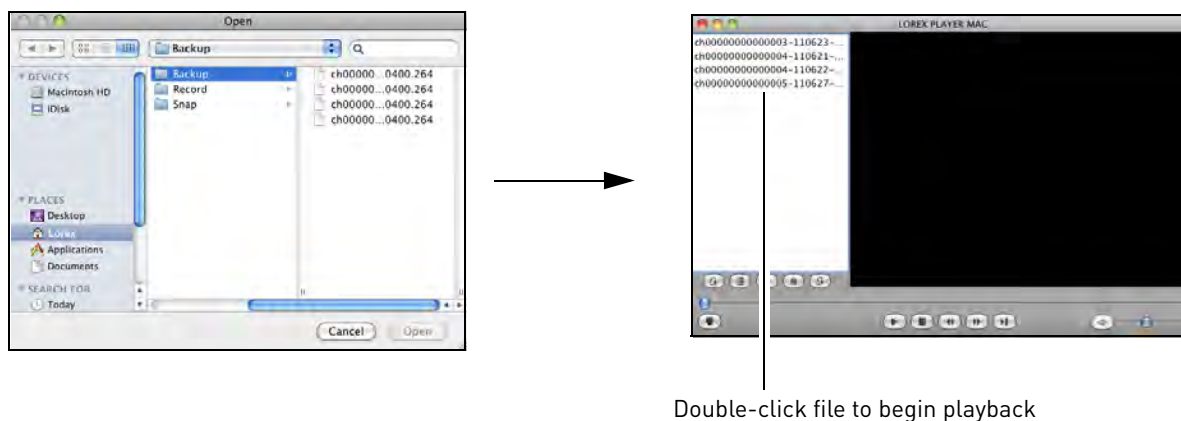 Open
Backup
DEVICES
Macintosh HD
iDisk
PLACES
Desktop
Lorex
Applications
Documents
SEARCH FOR
Today
Backup
Record
Snap
ch00000...0400.264
ch00000...0400.264
ch00000...0400.264
ch00000...0400.264
Cancel
Open
LOREX PLAYER MAC
ch00000000000003-110623-...
ch00000000000004-110621-...
ch00000000000004-110622-...
ch00000000000005-110627-...
Double-click file to begin playback